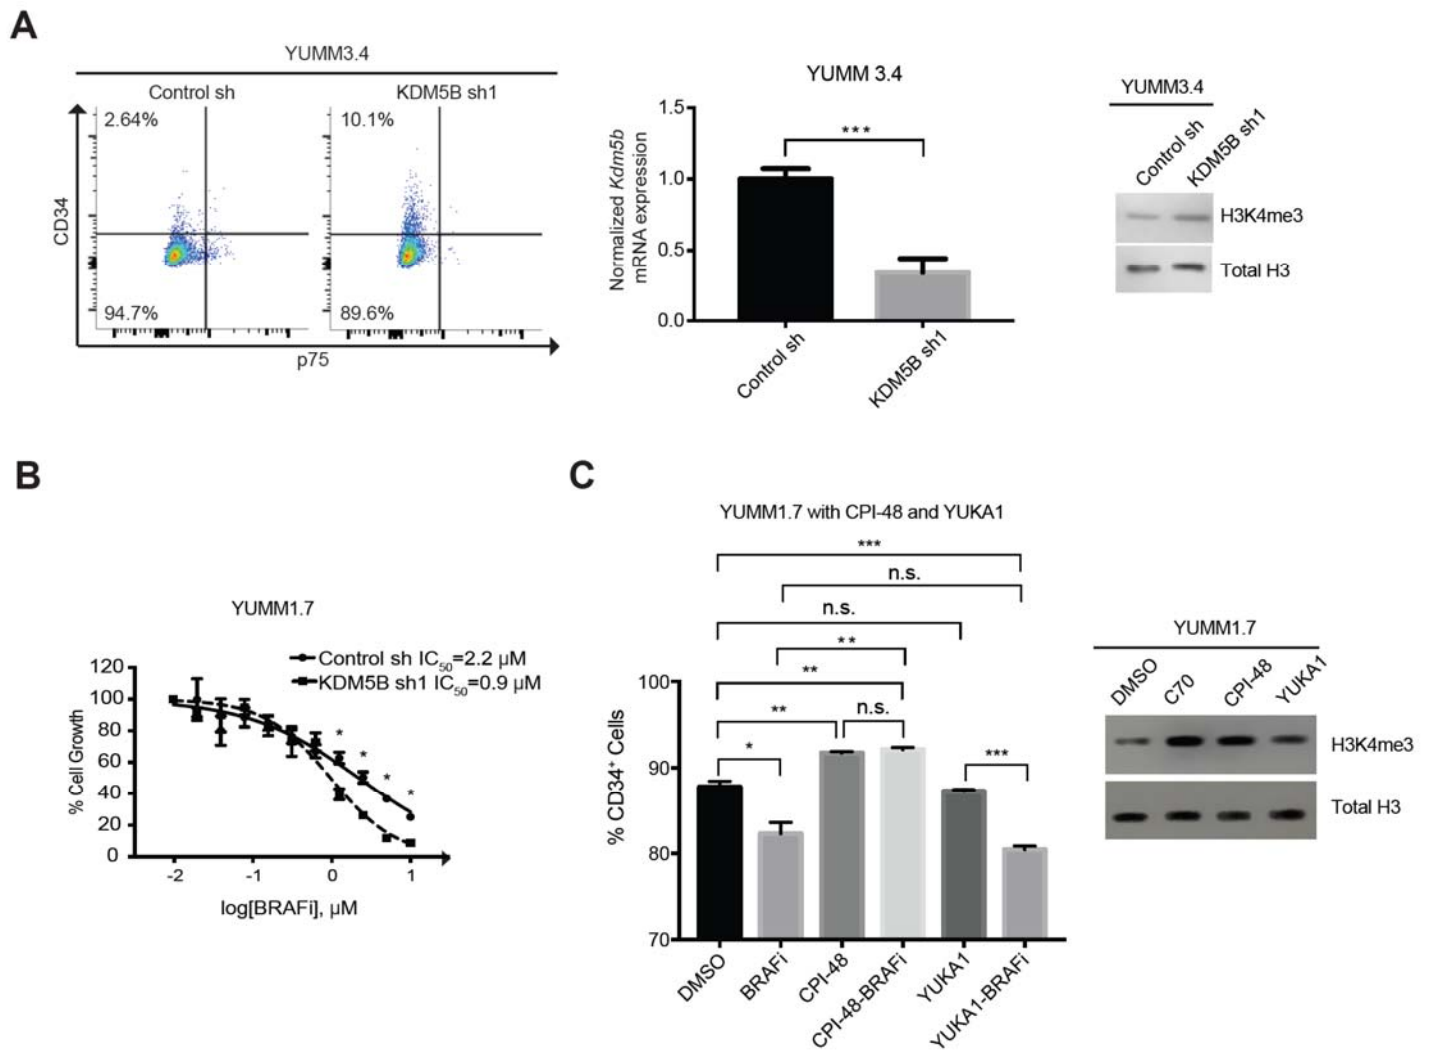 A
YUMM3.4
Control sh
KDM5B sh1
2.64%
10.1%
94.7%
89.6%
CD34
p75
YUMM 3.4
Normalized Kdm5b
mRNA expression
1.5
1.0
0.5
0.0
***
Control sh
KDM5B sh1
YUMM3.4
Control sh
KDM5B sh1
H3K4me3
Total H3
B
YUMM1.7
Control sh IC50=2.2 µM
KDM5B sh1 IC50=0.9 µM
% Cell Growth
120
100
80
60
40
20
0
* * * *
-2 -1 0 1
log[BRAFi], µM
C
YUMM1.7 with CPI-48 and YUKA1
***
n.s.
n.s.
**
**
** n.s.
* ***
% CD34+ Cells
100
90
80
70
DMSO
BRAFi
CPI-48
CPI-48-BRAFi
YUKA1
YUKA1-BRAFi
YUMM1.7
DMSO
C70
CPI-48
YUKA1
H3K4me3
Total H3